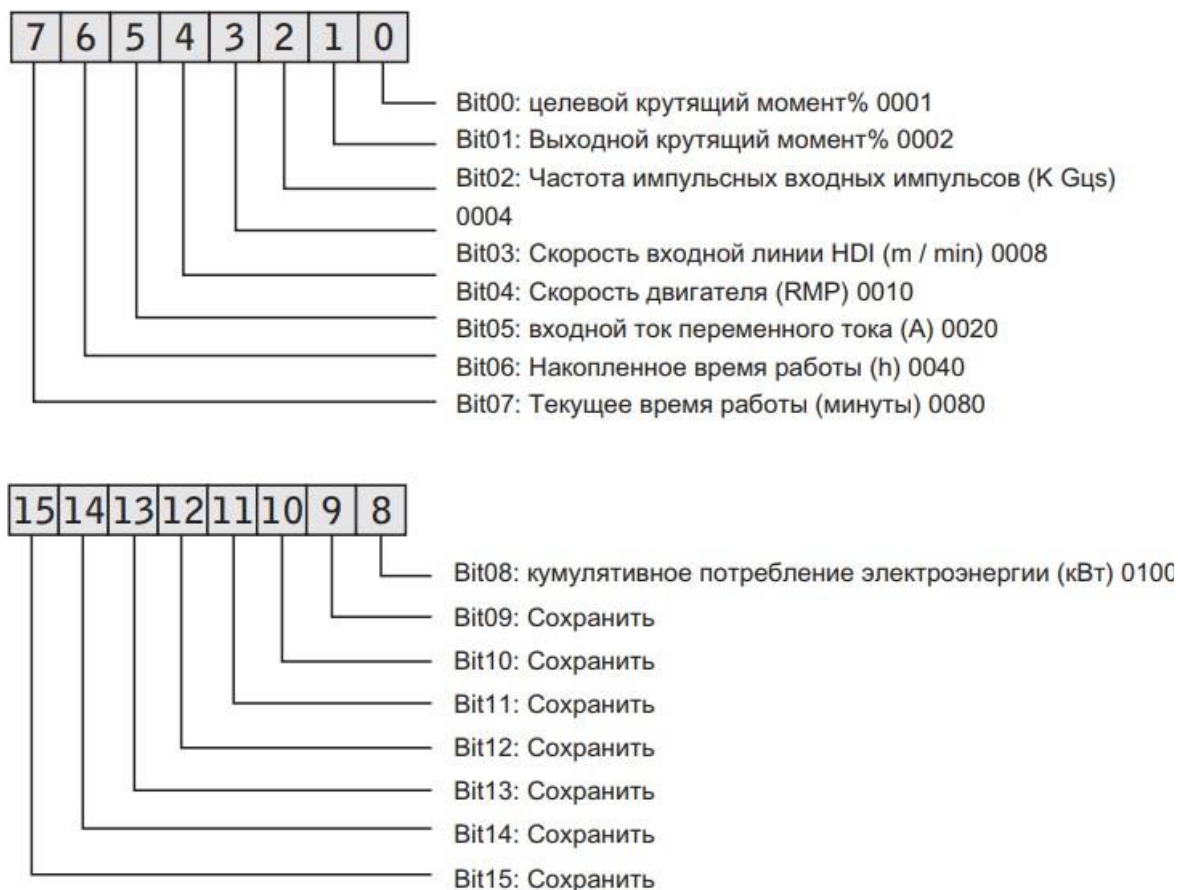 7 6 5 4 3 2 1 0
Bit00: целевой крутящий момент% 0001
Bit01: Выходной крутящий момент% 0002
Bit02: Частота импульсных входных импульсов (K Gцs)
0004
Bit03: Скорость входной линии HDI (m / min) 0008
Bit04: Скорость двигателя (RMP) 0010
Bit05: входной ток переменного тока (A) 0020
Bit06: Накопленное время работы (h) 0040
Bit07: Текущее время работы (минуты) 0080
15 14 13 12 11 10 9 8
Bit08: кумулятивное потребление электроэнергии (кВт) 0100
Bit09: Сохранить
Bit10: Сохранить
Bit11: Сохранить
Bit12: Сохранить
Bit13: Сохранить
Bit14: Сохранить
Bit15: Сохранить